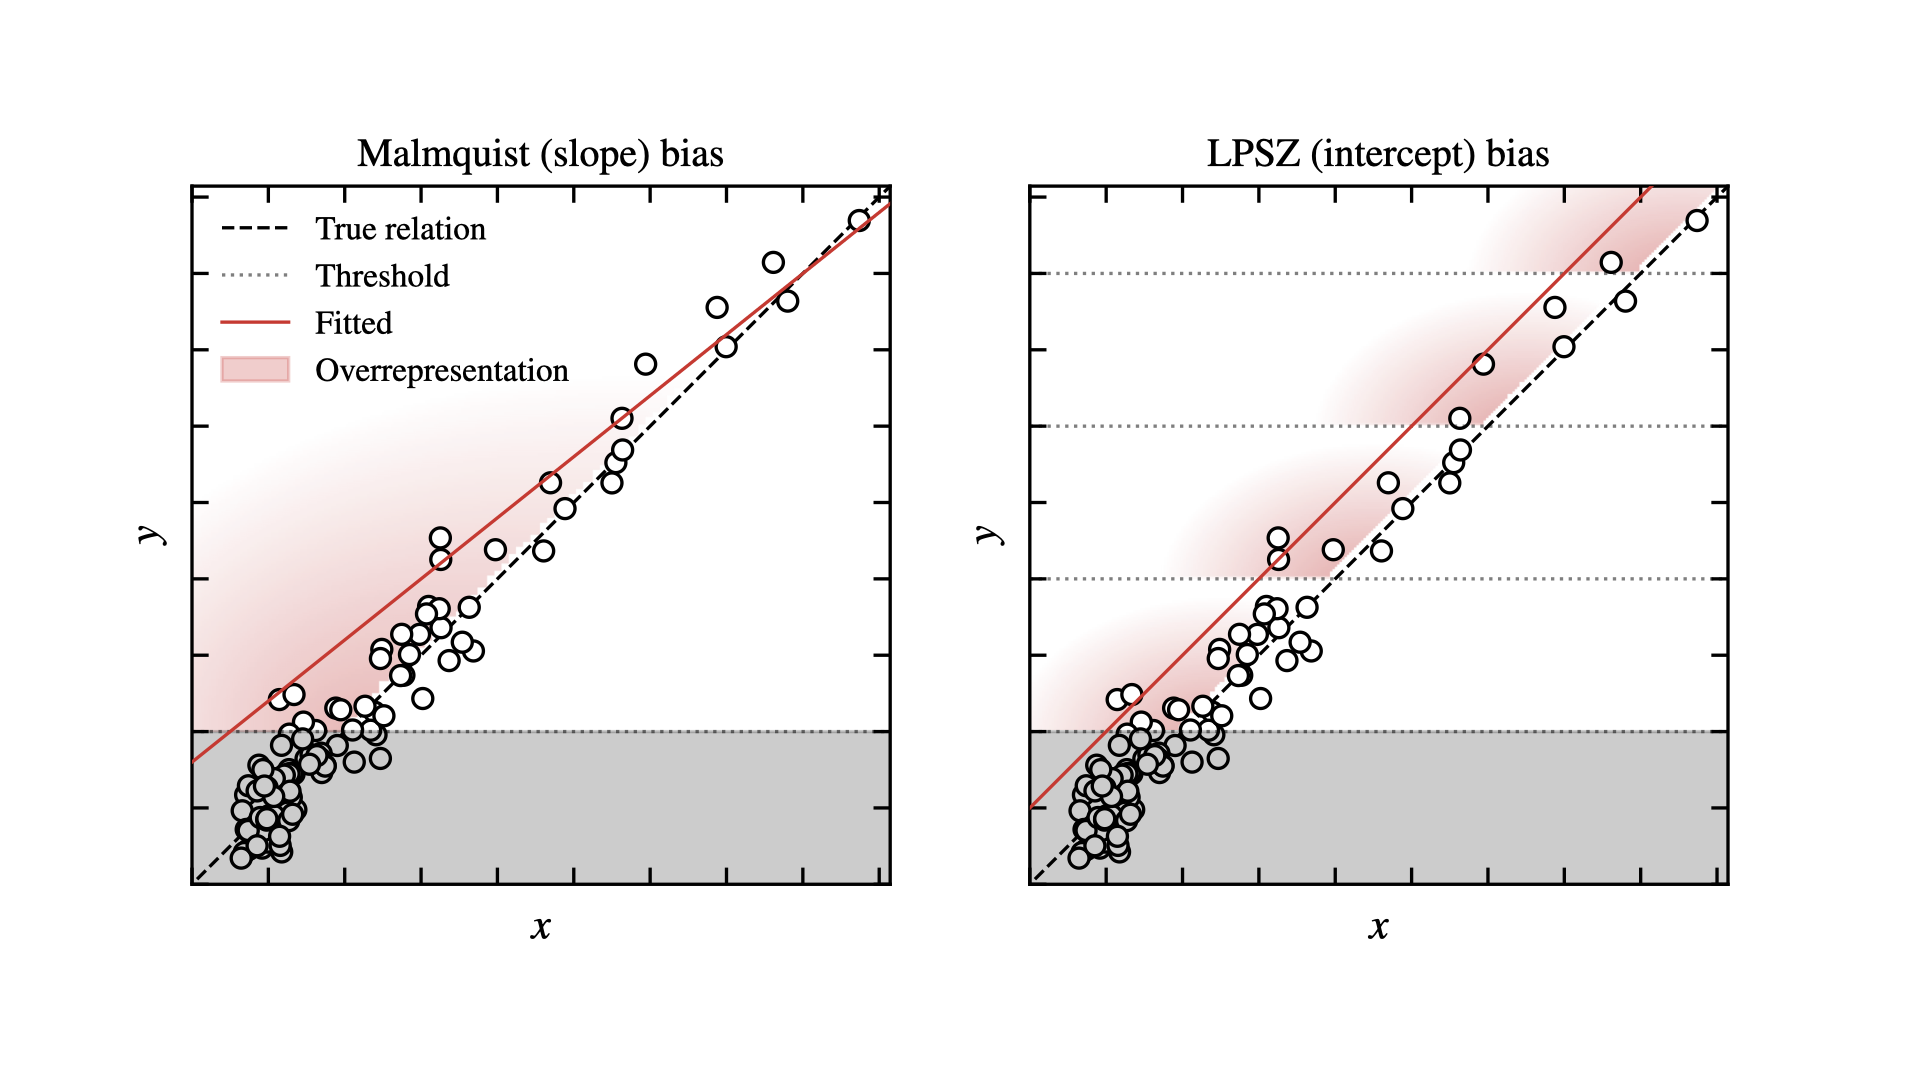 Malmquist (slope) bias
True relation
Threshold
Fitted
Overrepresentation
y
x
LPSZ (intercept) bias
y
x